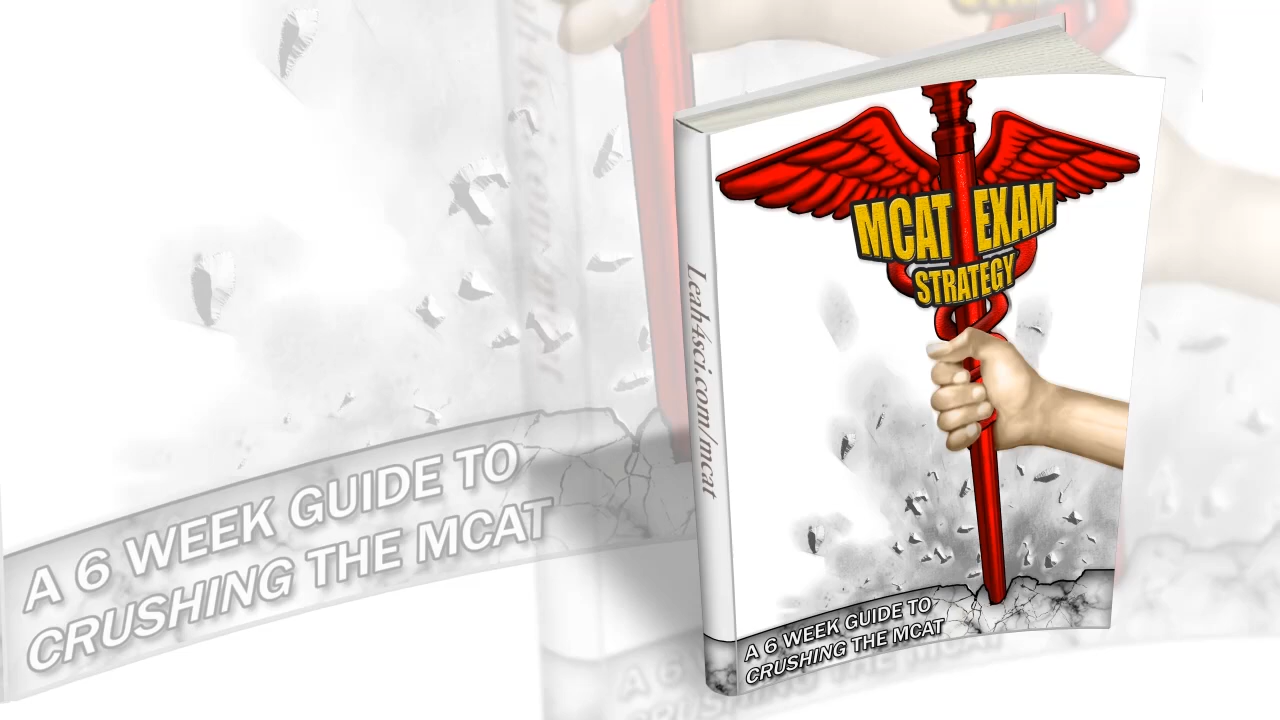 MCAT EXAM
STRATEGY
Leah4sci.com/mcat
A 6 WEEK GUIDE TO
CRUSHING THE MCAT
A 6 WEEK GUIDE TO
CRUSHING THE MCAT